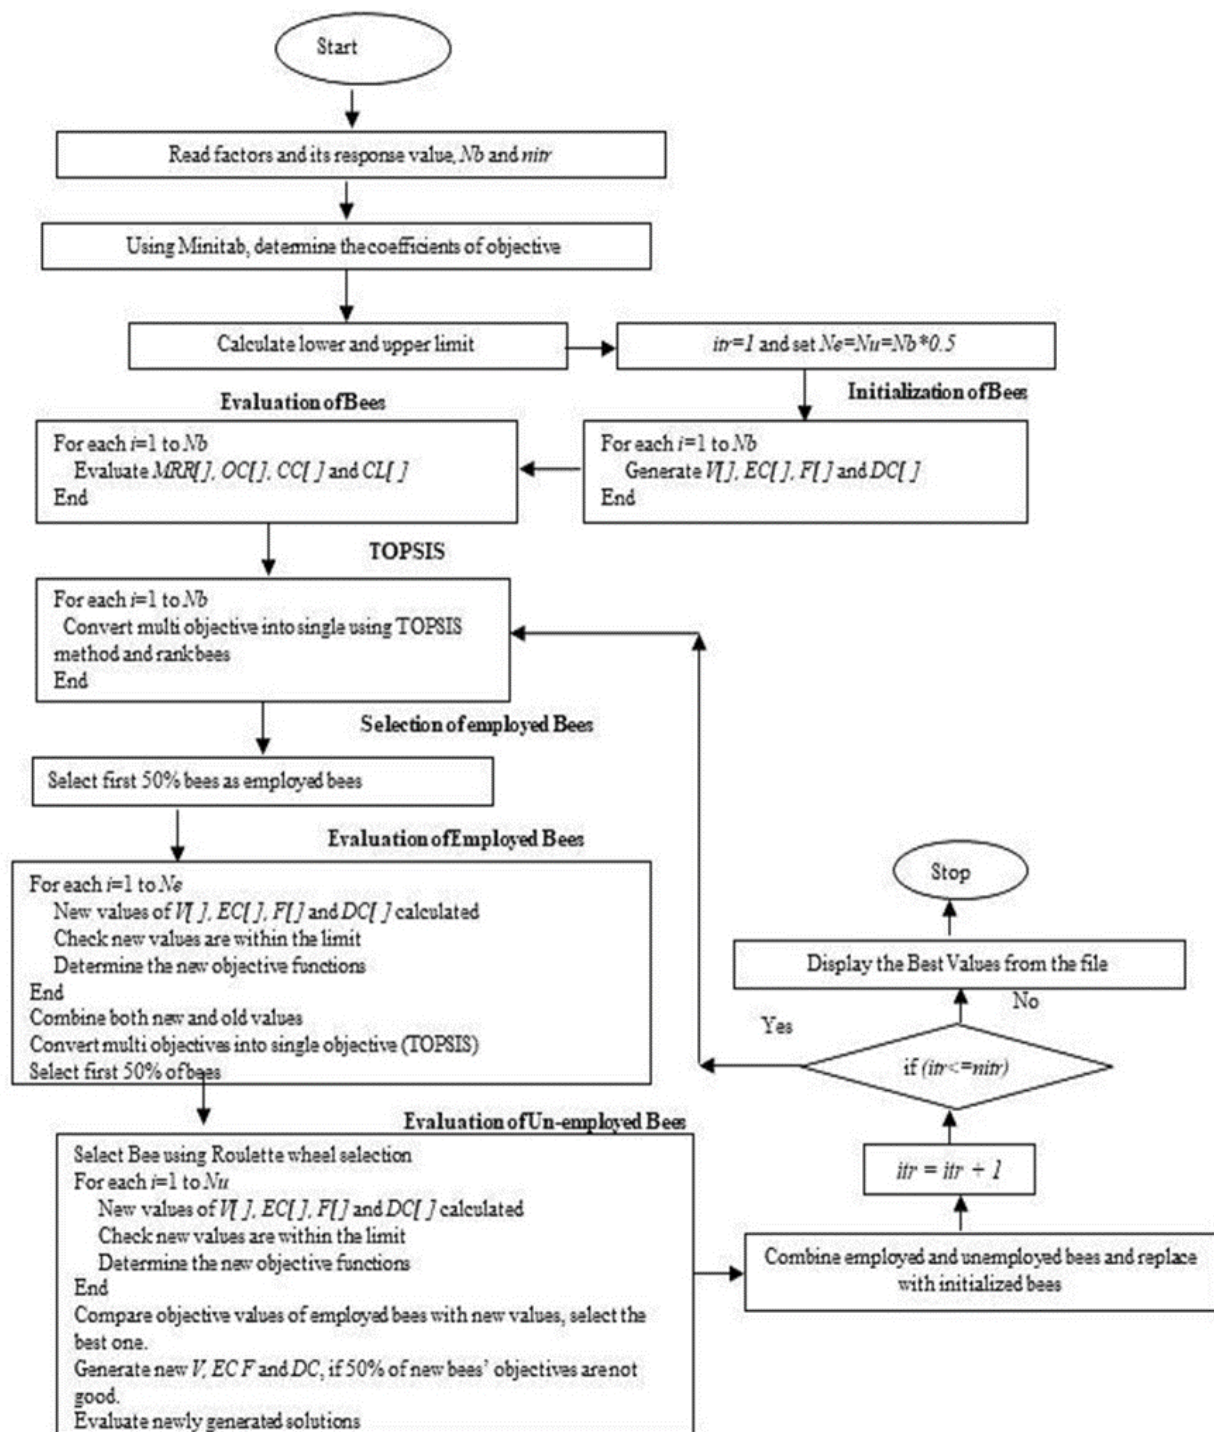 Start
Read factors and its response value, Nb and nitr
Using Minitab, determine the coefficients of objective
Calculate lower and upper limit
itr=1 and set Ne=Nu=Nb*0.5
Initialization of Bees
For each i=1 to Nb
Generate V[], EC[], F[] and DC[ ]
End
Evaluation of Bees
For each i=1 to Nb
Evaluate MRR[], OC[], CC[ ] and CL[ ]
End
TOPSIS
For each i=1 to Nb
Convert multi objective into single using TOPSIS
method and rank bees
End
Selection of employed Bees
Select first 50% bees as employed bees
Evaluation of Employed Bees
For each i=1 to Ne
New values of V[ ], EC[ ], F[] and DC[ ] calculated
Check new values are within the limit
Determine the new objective functions
End
Combine both new and old values
Convert multi objectives into single objective (TOPSIS)
Select first 50% of bees
Evaluation of Un-employed Bees
Select Bee using Roulette wheel selection
For each i=1 to Nu
New values of V[ ], EC[ ], F[] and DC[ ] calculated
Check new values are within the limit
Determine the new objective functions
End
Compare objective values of employed bees with new values, select the
best one.
Generate new V, EC F and DC, if 50% of new bees’ objectives are not
good.
Evaluate newly generated solutions
Combine employed and unemployed bees and replace
with initialized bees
itr = itr + 1
if (itr<=nitr)
Yes
No
Display the Best Values from the file
Stop